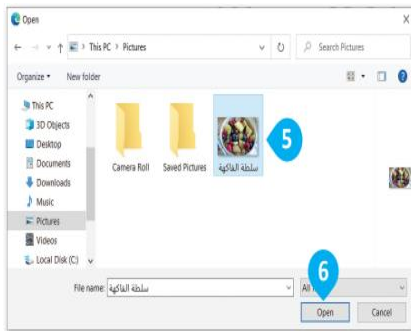 Open
This PC > Pictures
Search Pictures
Organize
New folder
This PC
3D Objects
Desktop
Documents
Downloads
Music
Pictures
Videos
Local Disk (C:)
Camera Roll
Saved Pictures
سلطة الفاكهة
5
File name:
سلطة الفاكهة
6
All
Open
Cancel